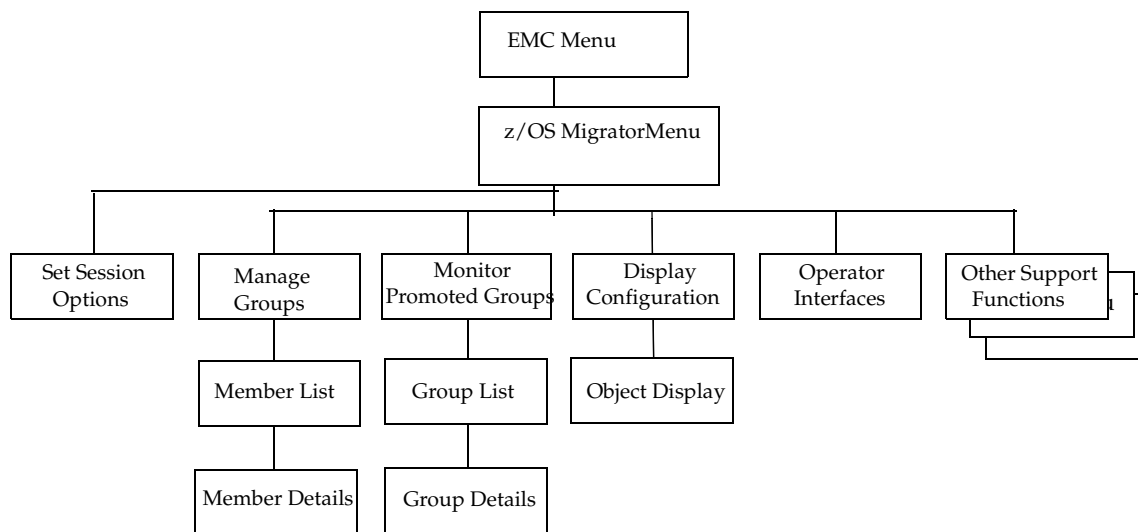 EMC Menu
z/OS MigratorMenu
Set Session
Options
Manage
Groups
Monitor
Promoted Groups
Display
Configuration
Operator
Interfaces
Other Support
Functions
Member List
Group List
Object Display
Member Details
Group Details